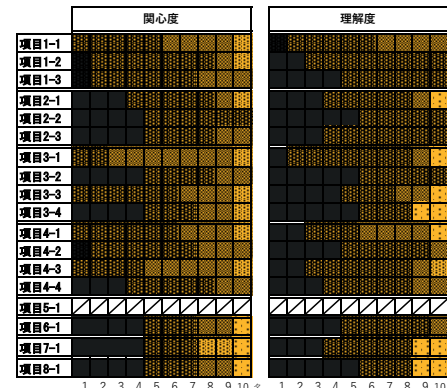 関心度 理解度
項目1-1
項目1-2
項目1-3
項目2-1
項目2-2
項目2-3
項目3-1
項目3-2
項目3-3
項目3-4
項目4-1
項目4-2
項目4-3
項目4-4
項目5-1
項目6-1
項目7-1
項目8-1
1 2 3 4 5 6 7 8 9 10 1 2 3 4 5 6 7 8 9 10